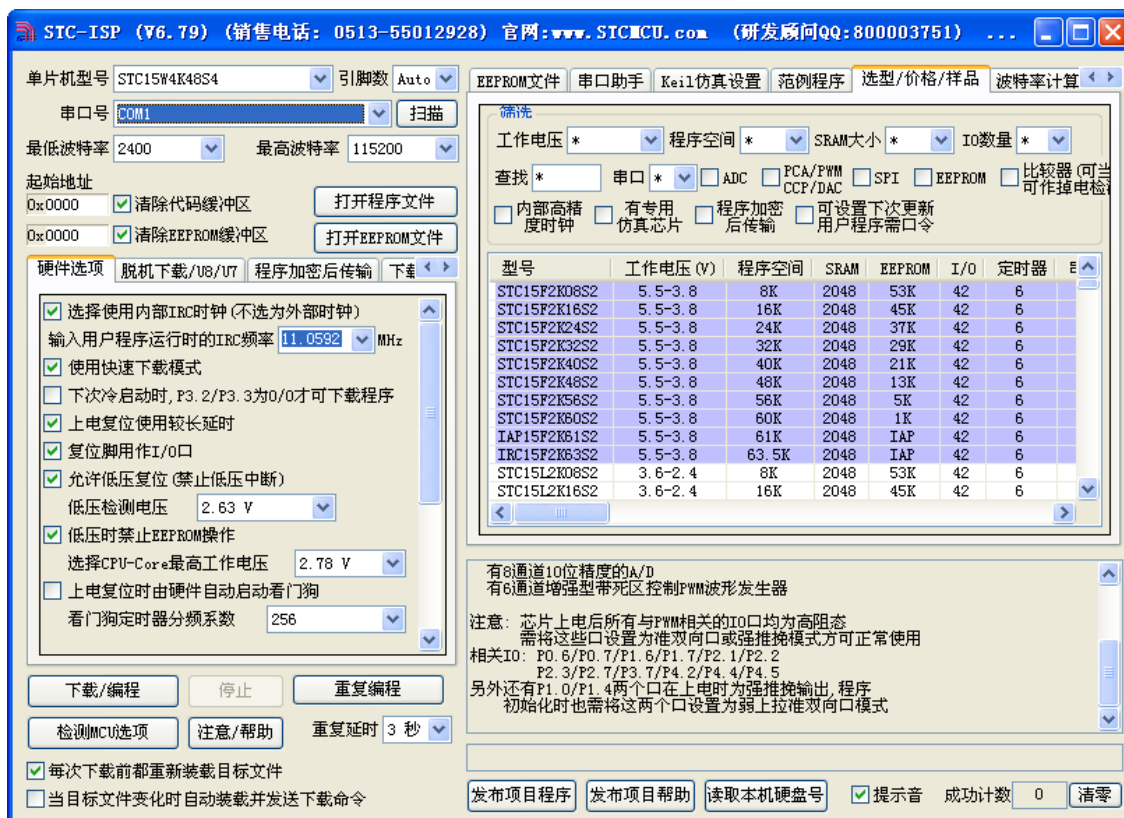 STC-ISP (V6.79) (销售电话: 0513-55012928) 官网:www.STCMCU.com (研发顾问QQ:800003751) ...
单片机型号 STC15W4K48S4 引脚数 Auto
串口号 COM1 扫描
最低波特率 2400 最高波特率 115200
起始地址
0x0000 清除代码缓冲区 打开程序文件
0x0000 清除EEPROM缓冲区 打开EEPROM文件
硬件选项 脱机下载/U8/U7 程序加密后传输
选择使用内部IRC时钟(不选为外部时钟)
输入用户程序运行时的IRC频率 11.0592 MHz
使用快速下载模式
下次冷启动时,P3.2/P3.3为0/0才可下载程序
上电复位使用较长延时
复位脚用作I/O口
允许低压复位(禁止低压中断)
低压检测电压 2.63 V
低压时禁止EEPROM操作
选择CPU-Core最高工作电压 2.78 V
上电复位时由硬件自动启动看门狗
看门狗定时器分频系数 256
下载/编程 停止 重复编程
检测MCU选项 注意/帮助 重复延时 3 秒
每次下载前都重新装载目标文件
当目标文件变化时自动装载并发送下载命令
EEPROM文件 串口助手 Keil仿真设置 范例程序 选型/价格/样品 波特率计算
筛选
工作电压 * 程序空间 * SRAM大小 * IO数量 *
查找 * 串口 * ADC PCA/PWM CCP/DAC SPI EEPROM 比较器(可当 可作掉电检
内部高精度时钟 有专用仿真芯片 程序加密后传输 可设置下次更新用户程序需口令
型号 工作电压(V) 程序空间 SRAM EEPROM I/O 定时器
STC15F2K08S2 5.5-3.8 8K 2048 53K 42 6
STC15F2K16S2 5.5-3.8 16K 2048 45K 42 6
STC15F2K24S2 5.5-3.8 24K 2048 37K 42 6
STC15F2K32S2 5.5-3.8 32K 2048 29K 42 6
STC15F2K40S2 5.5-3.8 40K 2048 21K 42 6
STC15F2K48S2 5.5-3.8 48K 2048 13K 42 6
STC15F2K56S2 5.5-3.8 56K 2048 5K 42 6
STC15F2K60S2 5.5-3.8 60K 2048 1K 42 6
IAP15F2K61S2 5.5-3.8 61K 2048 IAP 42 6
IRC15F2K63S2 5.5-3.8 63.5K 2048 IAP 42 6
STC15L2K08S2 3.6-2.4 8K 2048 53K 42 6
STC15L2K16S2 3.6-2.4 16K 2048 45K 42 6
有8通道10位精度的A/D
有6通道增强型带死区控制PWM波形发生器
注意: 芯片上电后所有与PWM相关的IO口均为高阻态
需将这些口设置为准双向口或强推挽模式方可正常使用
相关IO: P0.6/P0.7/P1.6/P1.7/P2.1/P2.2
P2.3/P2.7/P3.7/P4.2/P4.4/P4.5
另外还有P1.0/P1.4两个口在上电时为强推挽输出,程序
初始化时也需将这两个口设置为弱上拉准双向口模式
发布项目程序 发布项目帮助 读取本机硬盘号 提示音 成功计数 0 清零